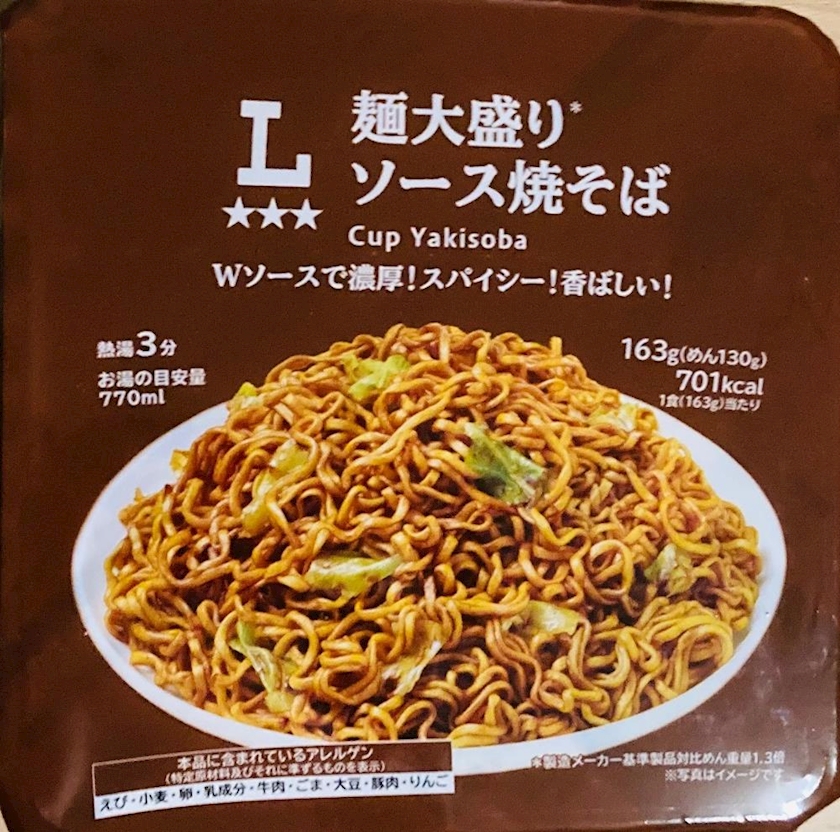 L
★★★
麺大盛り*
ソース焼そば
Cup Yakisoba
Wソースで濃厚!スパイシー!香ばしい!
熱湯3分
お湯の目安量
770ml
163g(めん130g)
701kcal
1食(163g)当たり
本品に含まれているアレルゲン
(特定原材料及びそれに準ずるものを表示)
えび・小麦・卵・乳成分・牛肉・ごま・大豆・豚肉・りんご
*製造メーカー基準製品対比めん重量1.3倍
※写真はイメージです